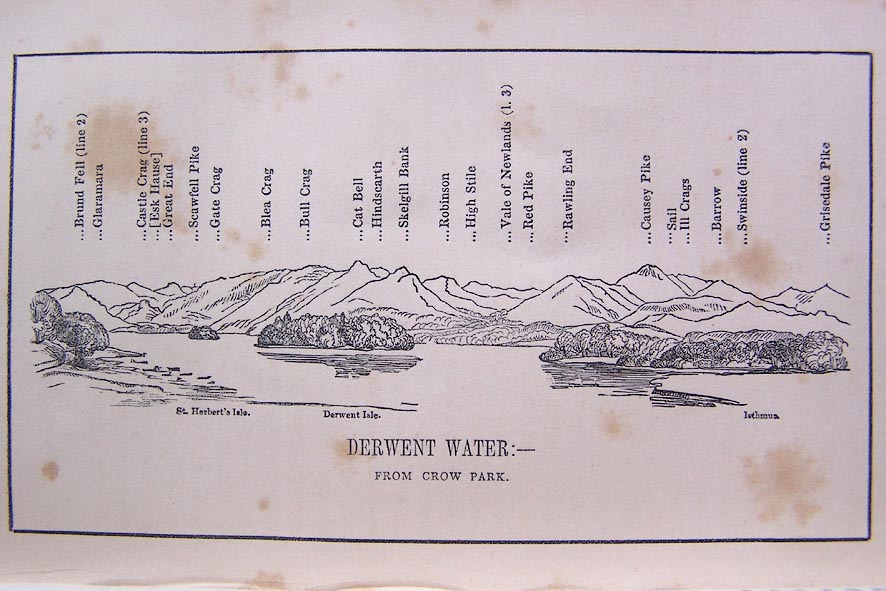 ...Brund Fell (line 2)
...Glaramara
...Castle Crag (line 3)
...[Esk Hause]
...Great End
...Scawfell Pike
...Gate Crag
...Blea Crag
...Bull Crag
...Cat Bell
...Hindscarth
...Skelgill Bank
...Robinson
...High Stile
...Vale of Newlands (l. 3)
...Red Pike
...Rawling End
...Causey Pike
...Sail
...Ill Crags
...Barrow
...Swinside (line 2)
...Grisedale Pike
St. Herbert's Isle.
Derwent Isle.
Isthmus.
DERWENT WATER:—
FROM CROW PARK.